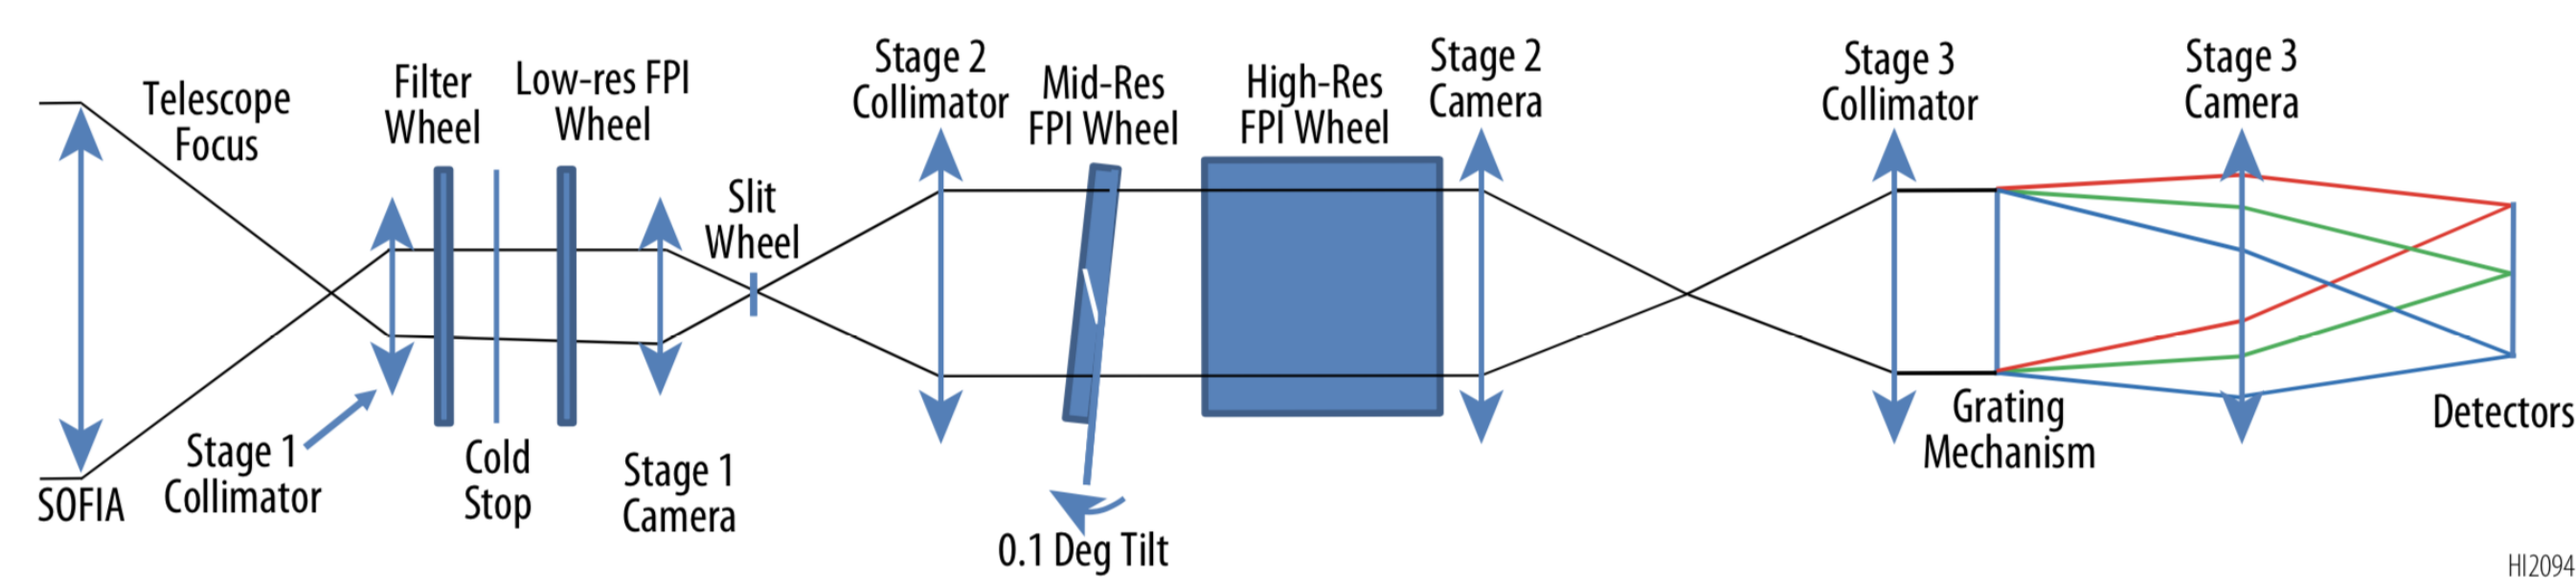 Telescope
Focus
Filter
Wheel
Low-res FPI
Wheel
Slit
Wheel
Stage 2
Collimator
Mid-Res
FPI Wheel
High-Res
FPI Wheel
Stage 2
Camera
Stage 3
Collimator
Stage 3
Camera
SOFIA
Stage 1
Collimator
Cold
Stop
Stage 1
Camera
0.1 Deg Tilt
Grating
Mechanism
Detectors
HI2094